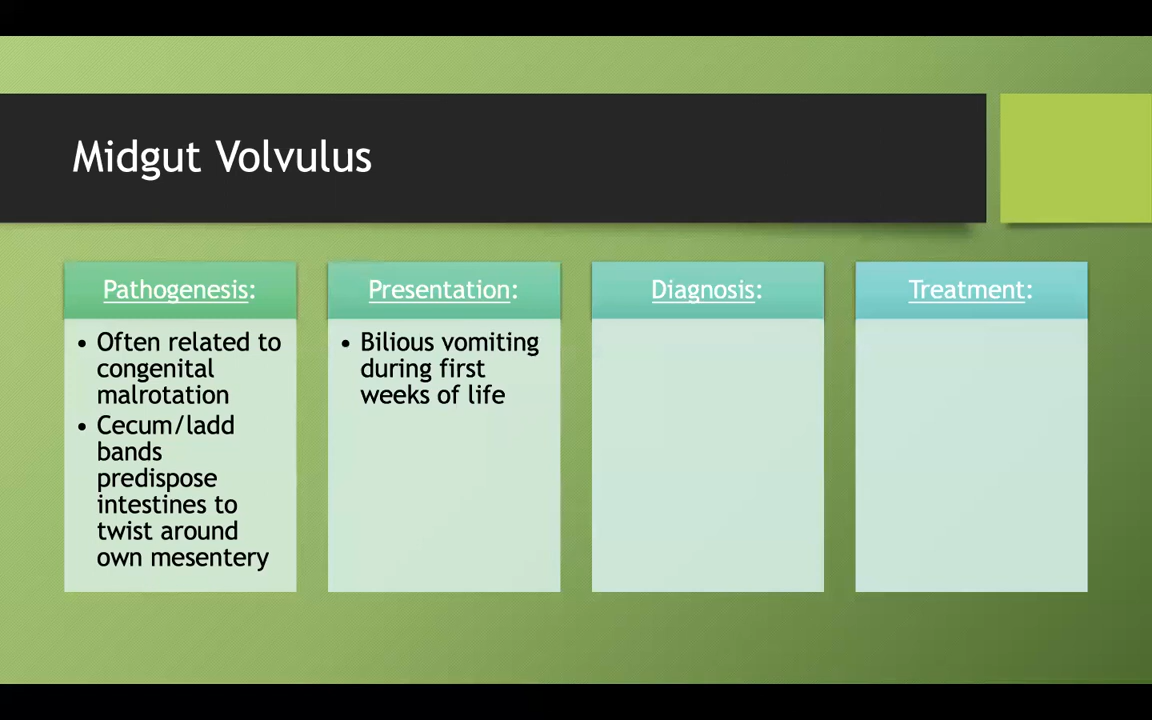 Midgut Volvulus
Pathogenesis:
• Often related to
congenital
malrotation
• Cecum/ladd
bands
predispose
intestines to
twist around
own mesentery
Presentation:
• Bilious vomiting
during first
weeks of life
Diagnosis:
Treatment: